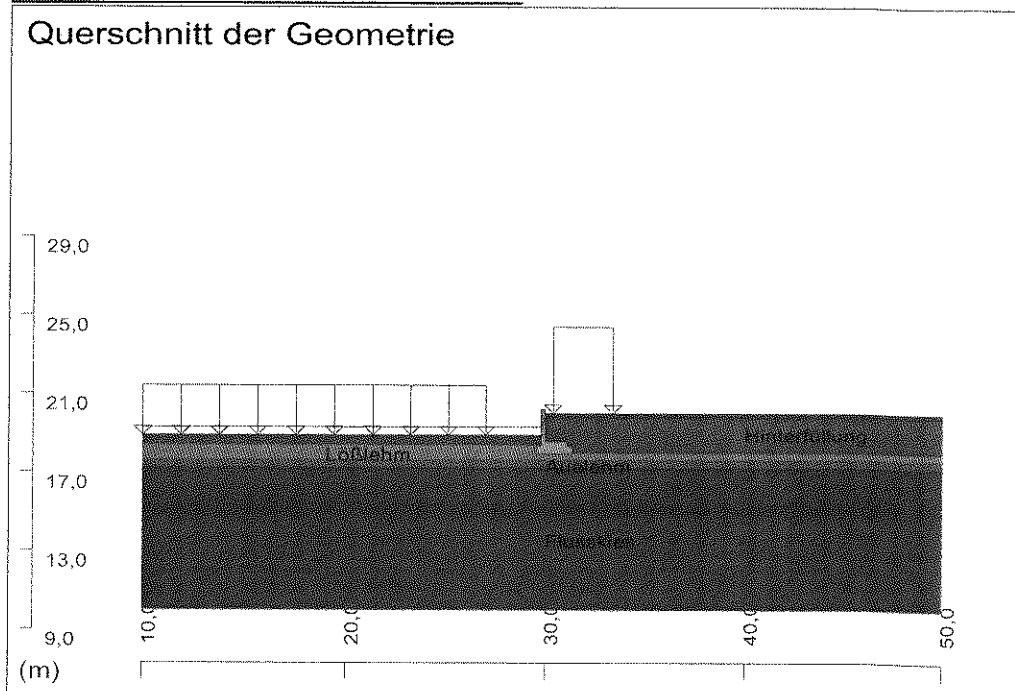 Querschnitt der Geometrie
29,0
25,0
21,0
17,0
13,0
9,0
(m)
10,0
20,0
30,0
40,0
50,0
Hinterfüllung
Lößlehm
Auelehm
Flusskies